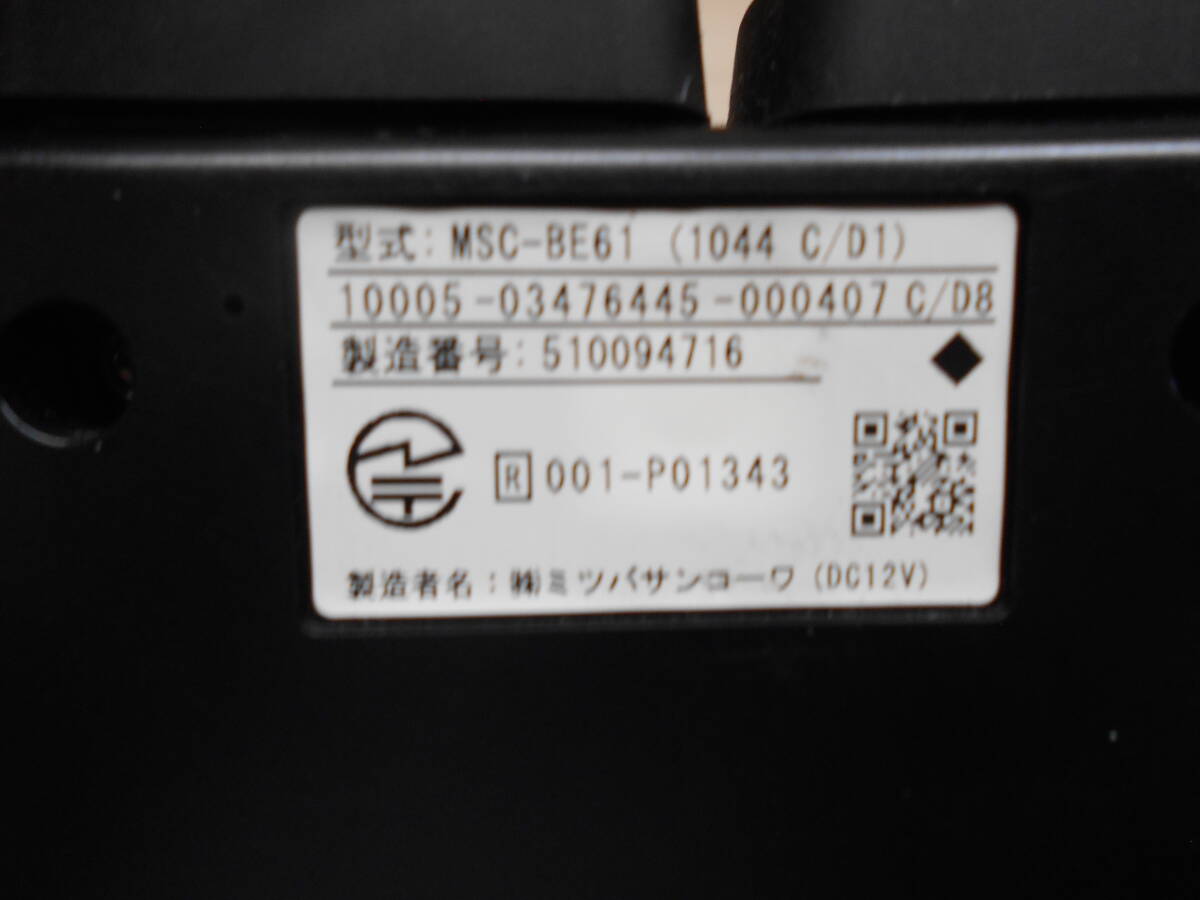 型式: MSC-BE61 (1044 C/D1)
10005-03476445-000407 C/D8
製造番号: 510094716
R 001-P01343
製造者名: ㈱ミツバサンコーワ (DC12V)